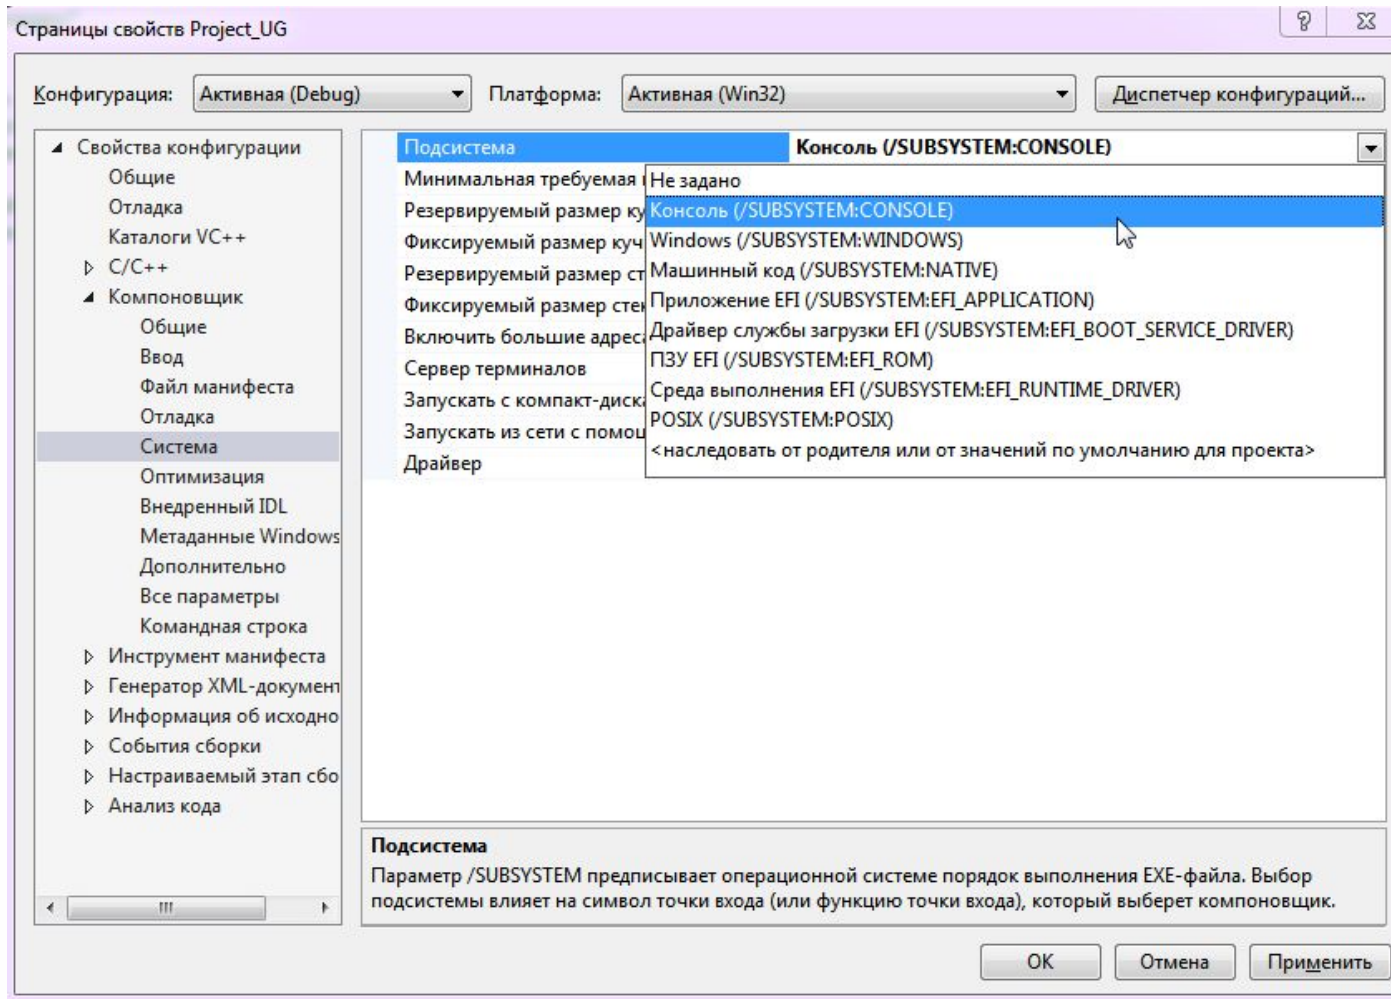 Страницы свойств Project_UG
Конфигурация: Активная (Debug) Платформа: Активная (Win32) Диспетчер конфигураций...
Свойства конфигурации
Общие
Отладка
Каталоги VC++
C/C++
Компоновщик
Общие
Ввод
Файл манифеста
Отладка
Система
Оптимизация
Внедренный IDL
Метаданные Windows
Дополнительно
Все параметры
Командная строка
Инструмент манифеста
Генератор XML-документ
Информация об исходно
События сборки
Настраиваемый этап сбо
Анализ кода
Подсистема Консоль (/SUBSYSTEM:CONSOLE)
Минимальная требуемая
Резервируемый размер ку
Фиксируемый размер куч
Резервируемый размер ст
Фиксируемый размер стек
Включить большие адреса
Сервер терминалов
Запускать с компакт-диска
Запускать из сети с помощ
Драйвер
Не задано
Консоль (/SUBSYSTEM:CONSOLE)
Windows (/SUBSYSTEM:WINDOWS)
Машинный код (/SUBSYSTEM:NATIVE)
Приложение EFI (/SUBSYSTEM:EFI_APPLICATION)
Драйвер службы загрузки EFI (/SUBSYSTEM:EFI_BOOT_SERVICE_DRIVER)
ПЗУ EFI (/SUBSYSTEM:EFI_ROM)
Среда выполнения EFI (/SUBSYSTEM:EFI_RUNTIME_DRIVER)
POSIX (/SUBSYSTEM:POSIX)
<наследовать от родителя или от значений по умолчанию для проекта>
Подсистема
Параметр /SUBSYSTEM предписывает операционной системе порядок выполнения EXE-файла. Выбор
подсистемы влияет на символ точки входа (или функцию точки входа), который выберет компоновщик.
ОК Отмена Применить